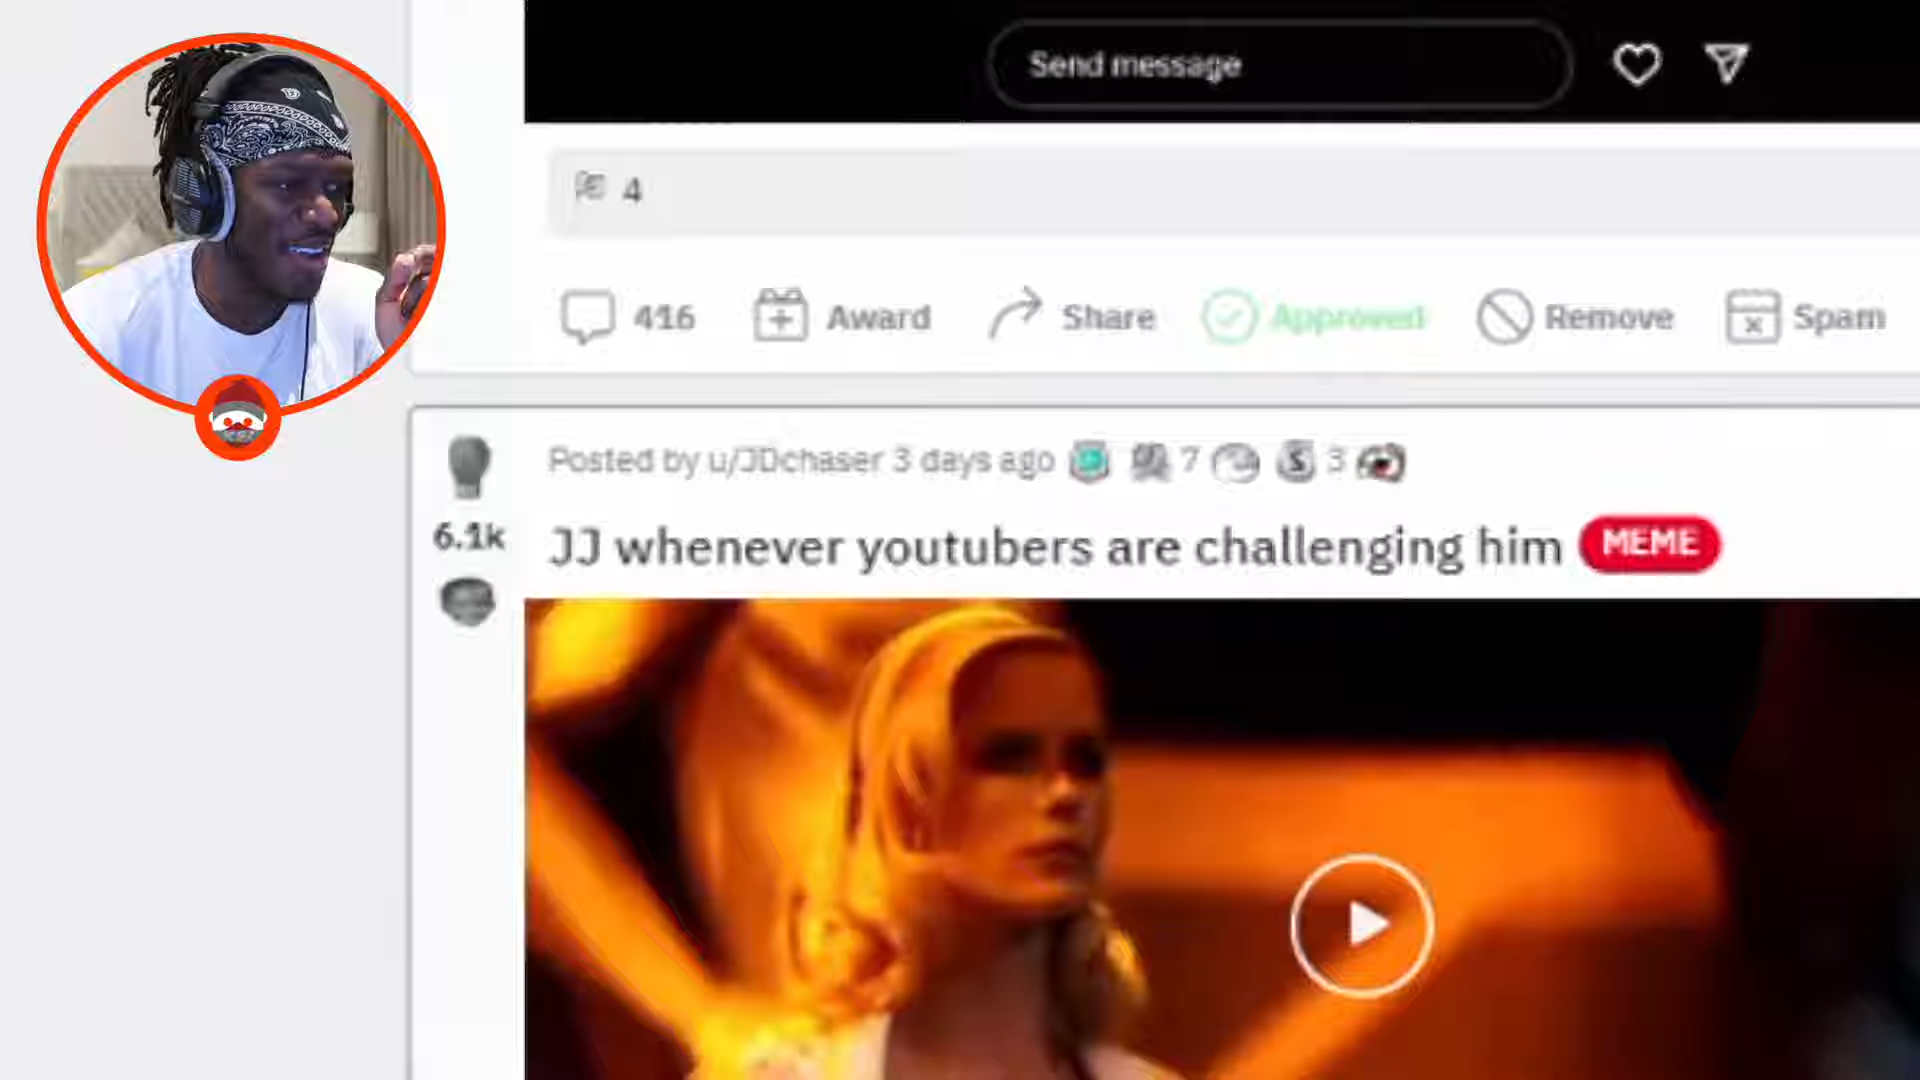 Send message
4
416 Award Share Approved Remove Spam
Posted by u/JDchaser 3 days ago 7 3
6.1k
JJ whenever youtubers are challenging him MEME